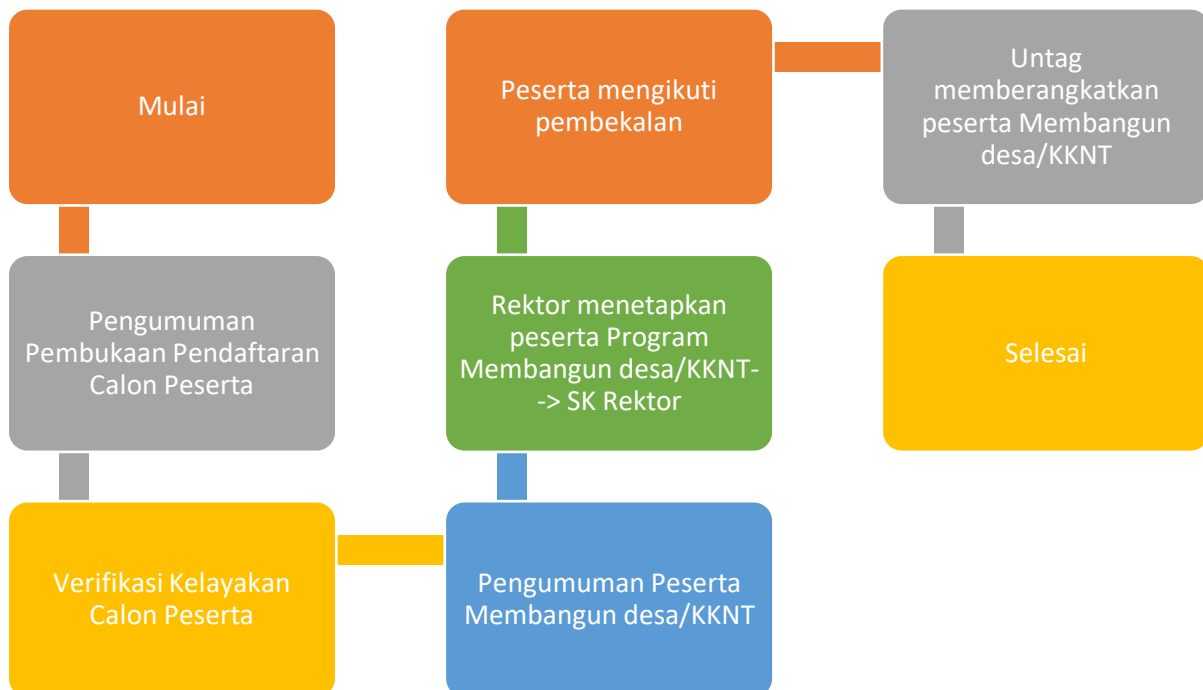 Mulai
Pengumuman
Pembukaan Pendaftaran
Calon Peserta
Verifikasi Kelayakan
Calon Peserta
Pengumuman Peserta
Membangun desa/KKNT
Rektor menetapkan
peserta Program
Membangun desa/KKNT-
-> SK Rektor
Peserta mengikuti
pembekalan
Untag
memberangkatkan
peserta Membangun
desa/KKNT
Selesai